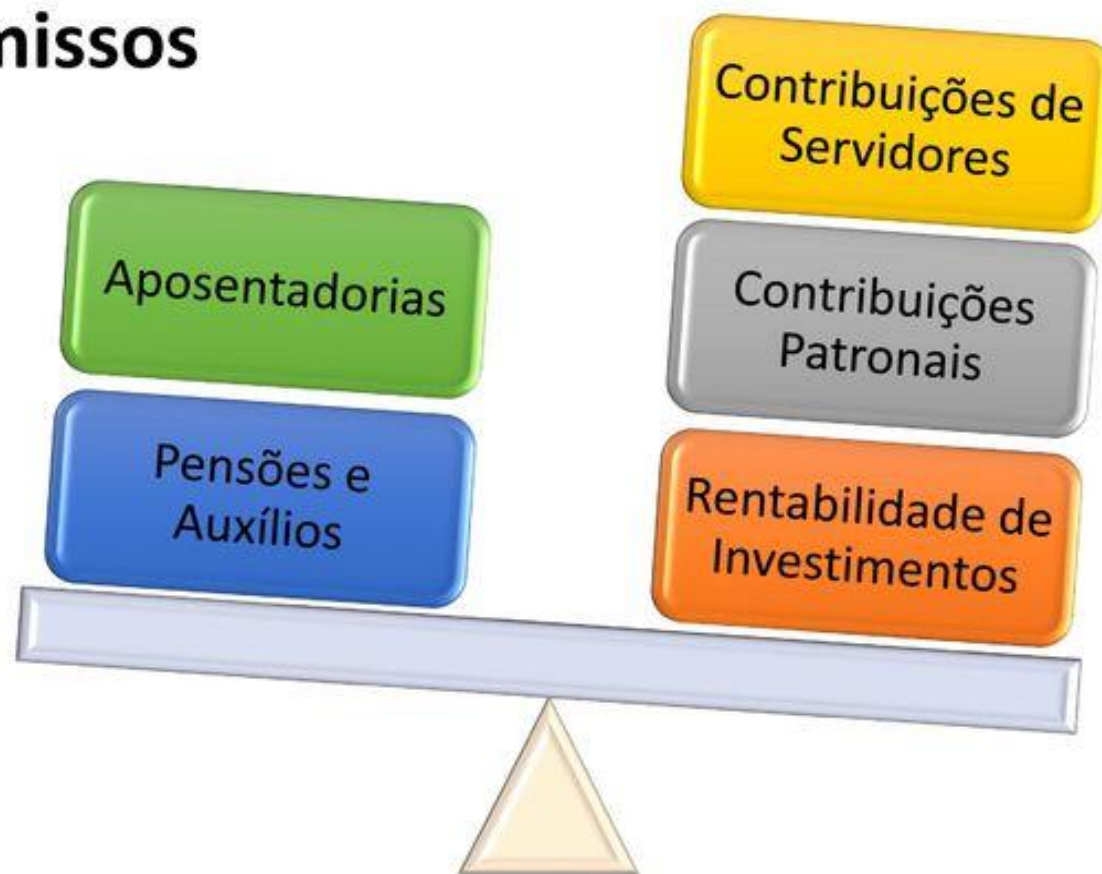 missos
Aposentadorias
Pensões e
Auxílios
Contribuições de
Servidores
Contribuições
Patronais
Rentabilidade de
Investimentos